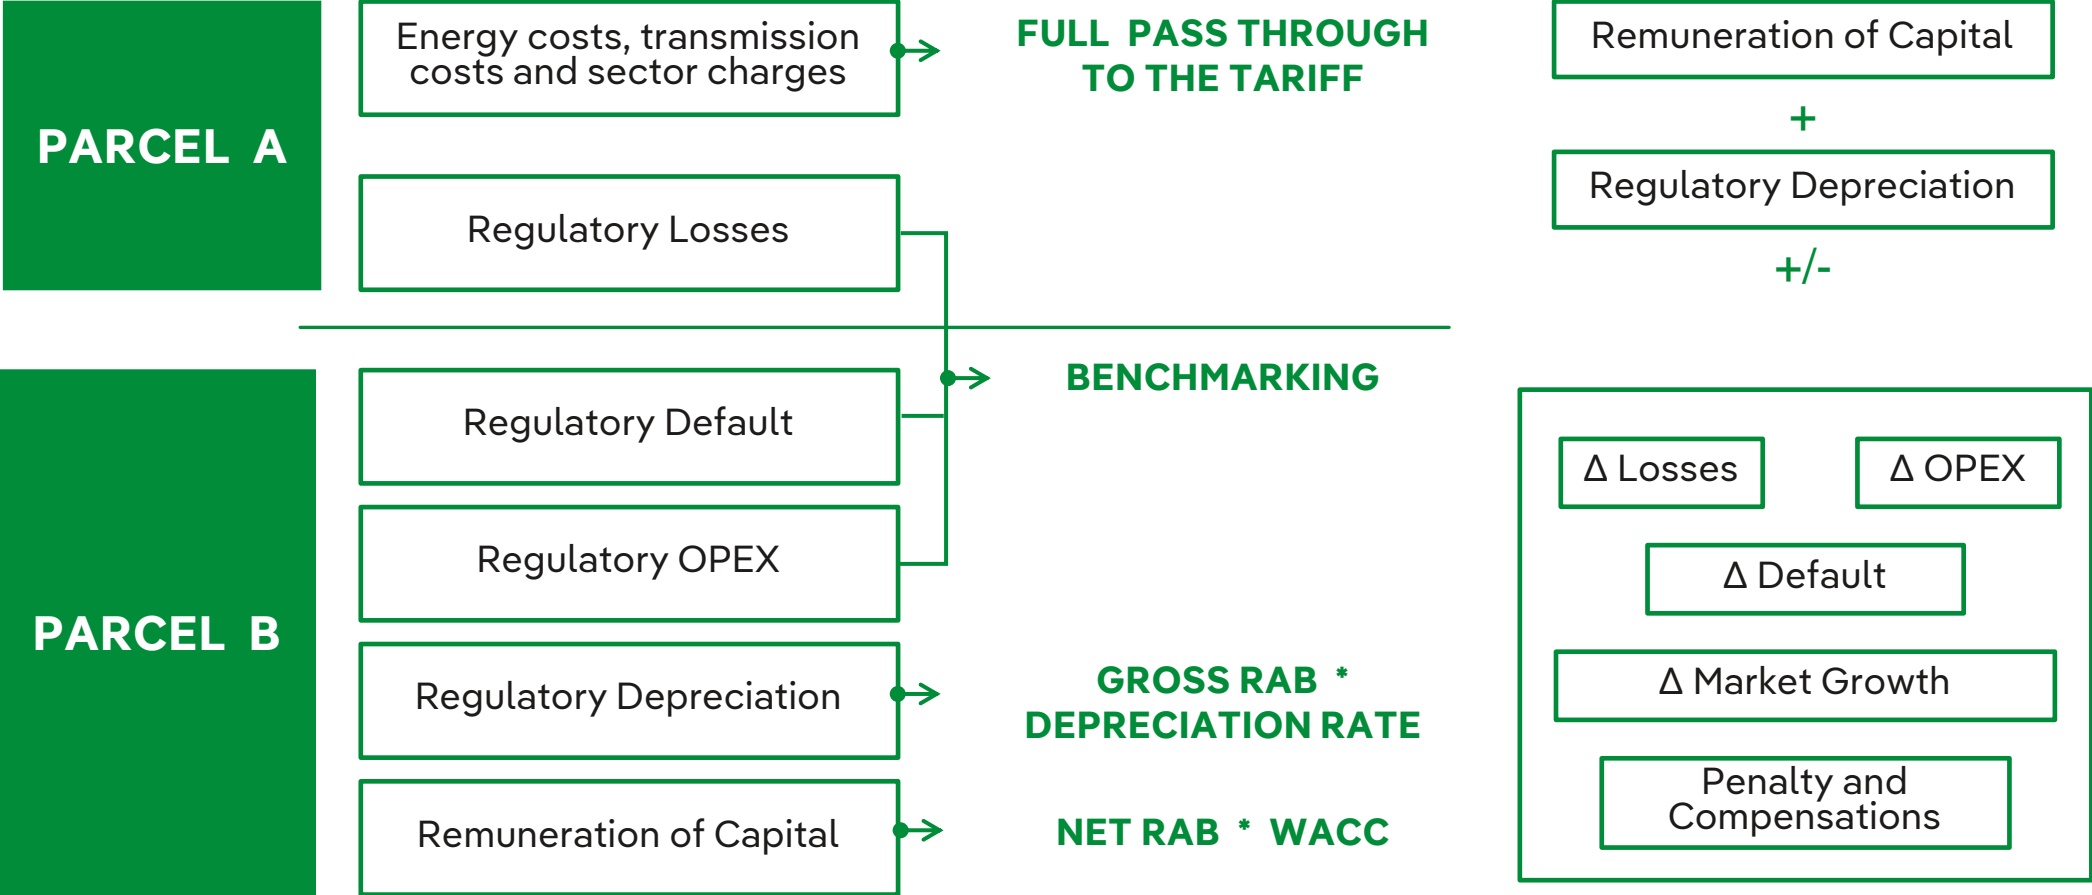 PARCEL A
Energy costs, transmission
costs and sector charges
FULL PASS THROUGH
TO THE TARIFF
Regulatory Losses
PARCEL B
Regulatory Default
BENCHMARKING
Regulatory OPEX
Regulatory Depreciation
GROSS RAB *
DEPRECIATION RATE
Remuneration of Capital
NET RAB * WACC
Remuneration of Capital
+
Regulatory Depreciation
+/-
Δ Losses
Δ OPEX
Δ Default
Δ Market Growth
Penalty and
Compensations